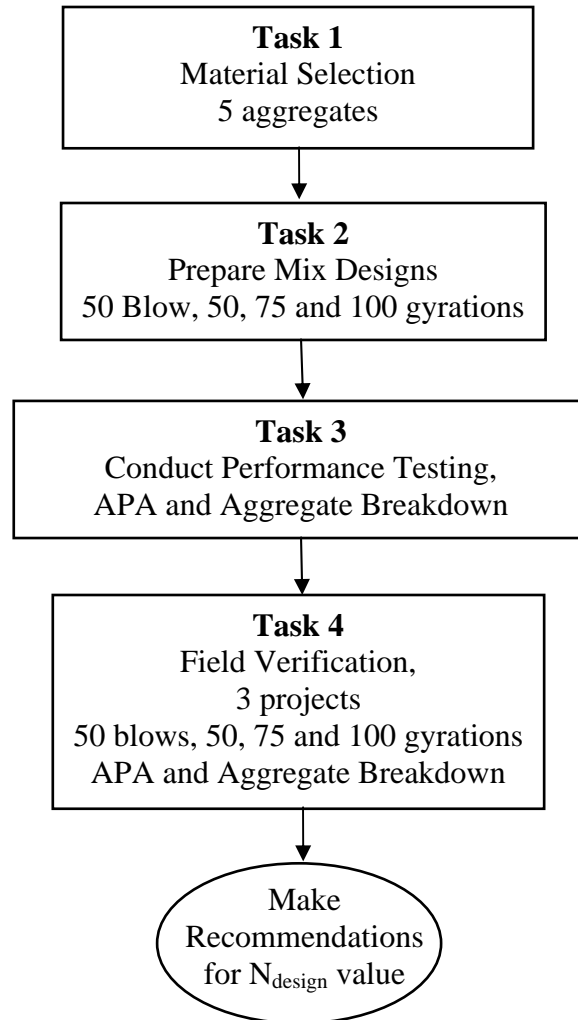 Task 1
Material Selection
5 aggregates
Task 2
Prepare Mix Designs
50 Blow, 50, 75 and 100 gyrations
Task 3
Conduct Performance Testing,
APA and Aggregate Breakdown
Task 4
Field Verification,
3 projects
50 blows, 50, 75 and 100 gyrations
APA and Aggregate Breakdown
Make
Recommendations
for Ndesign value